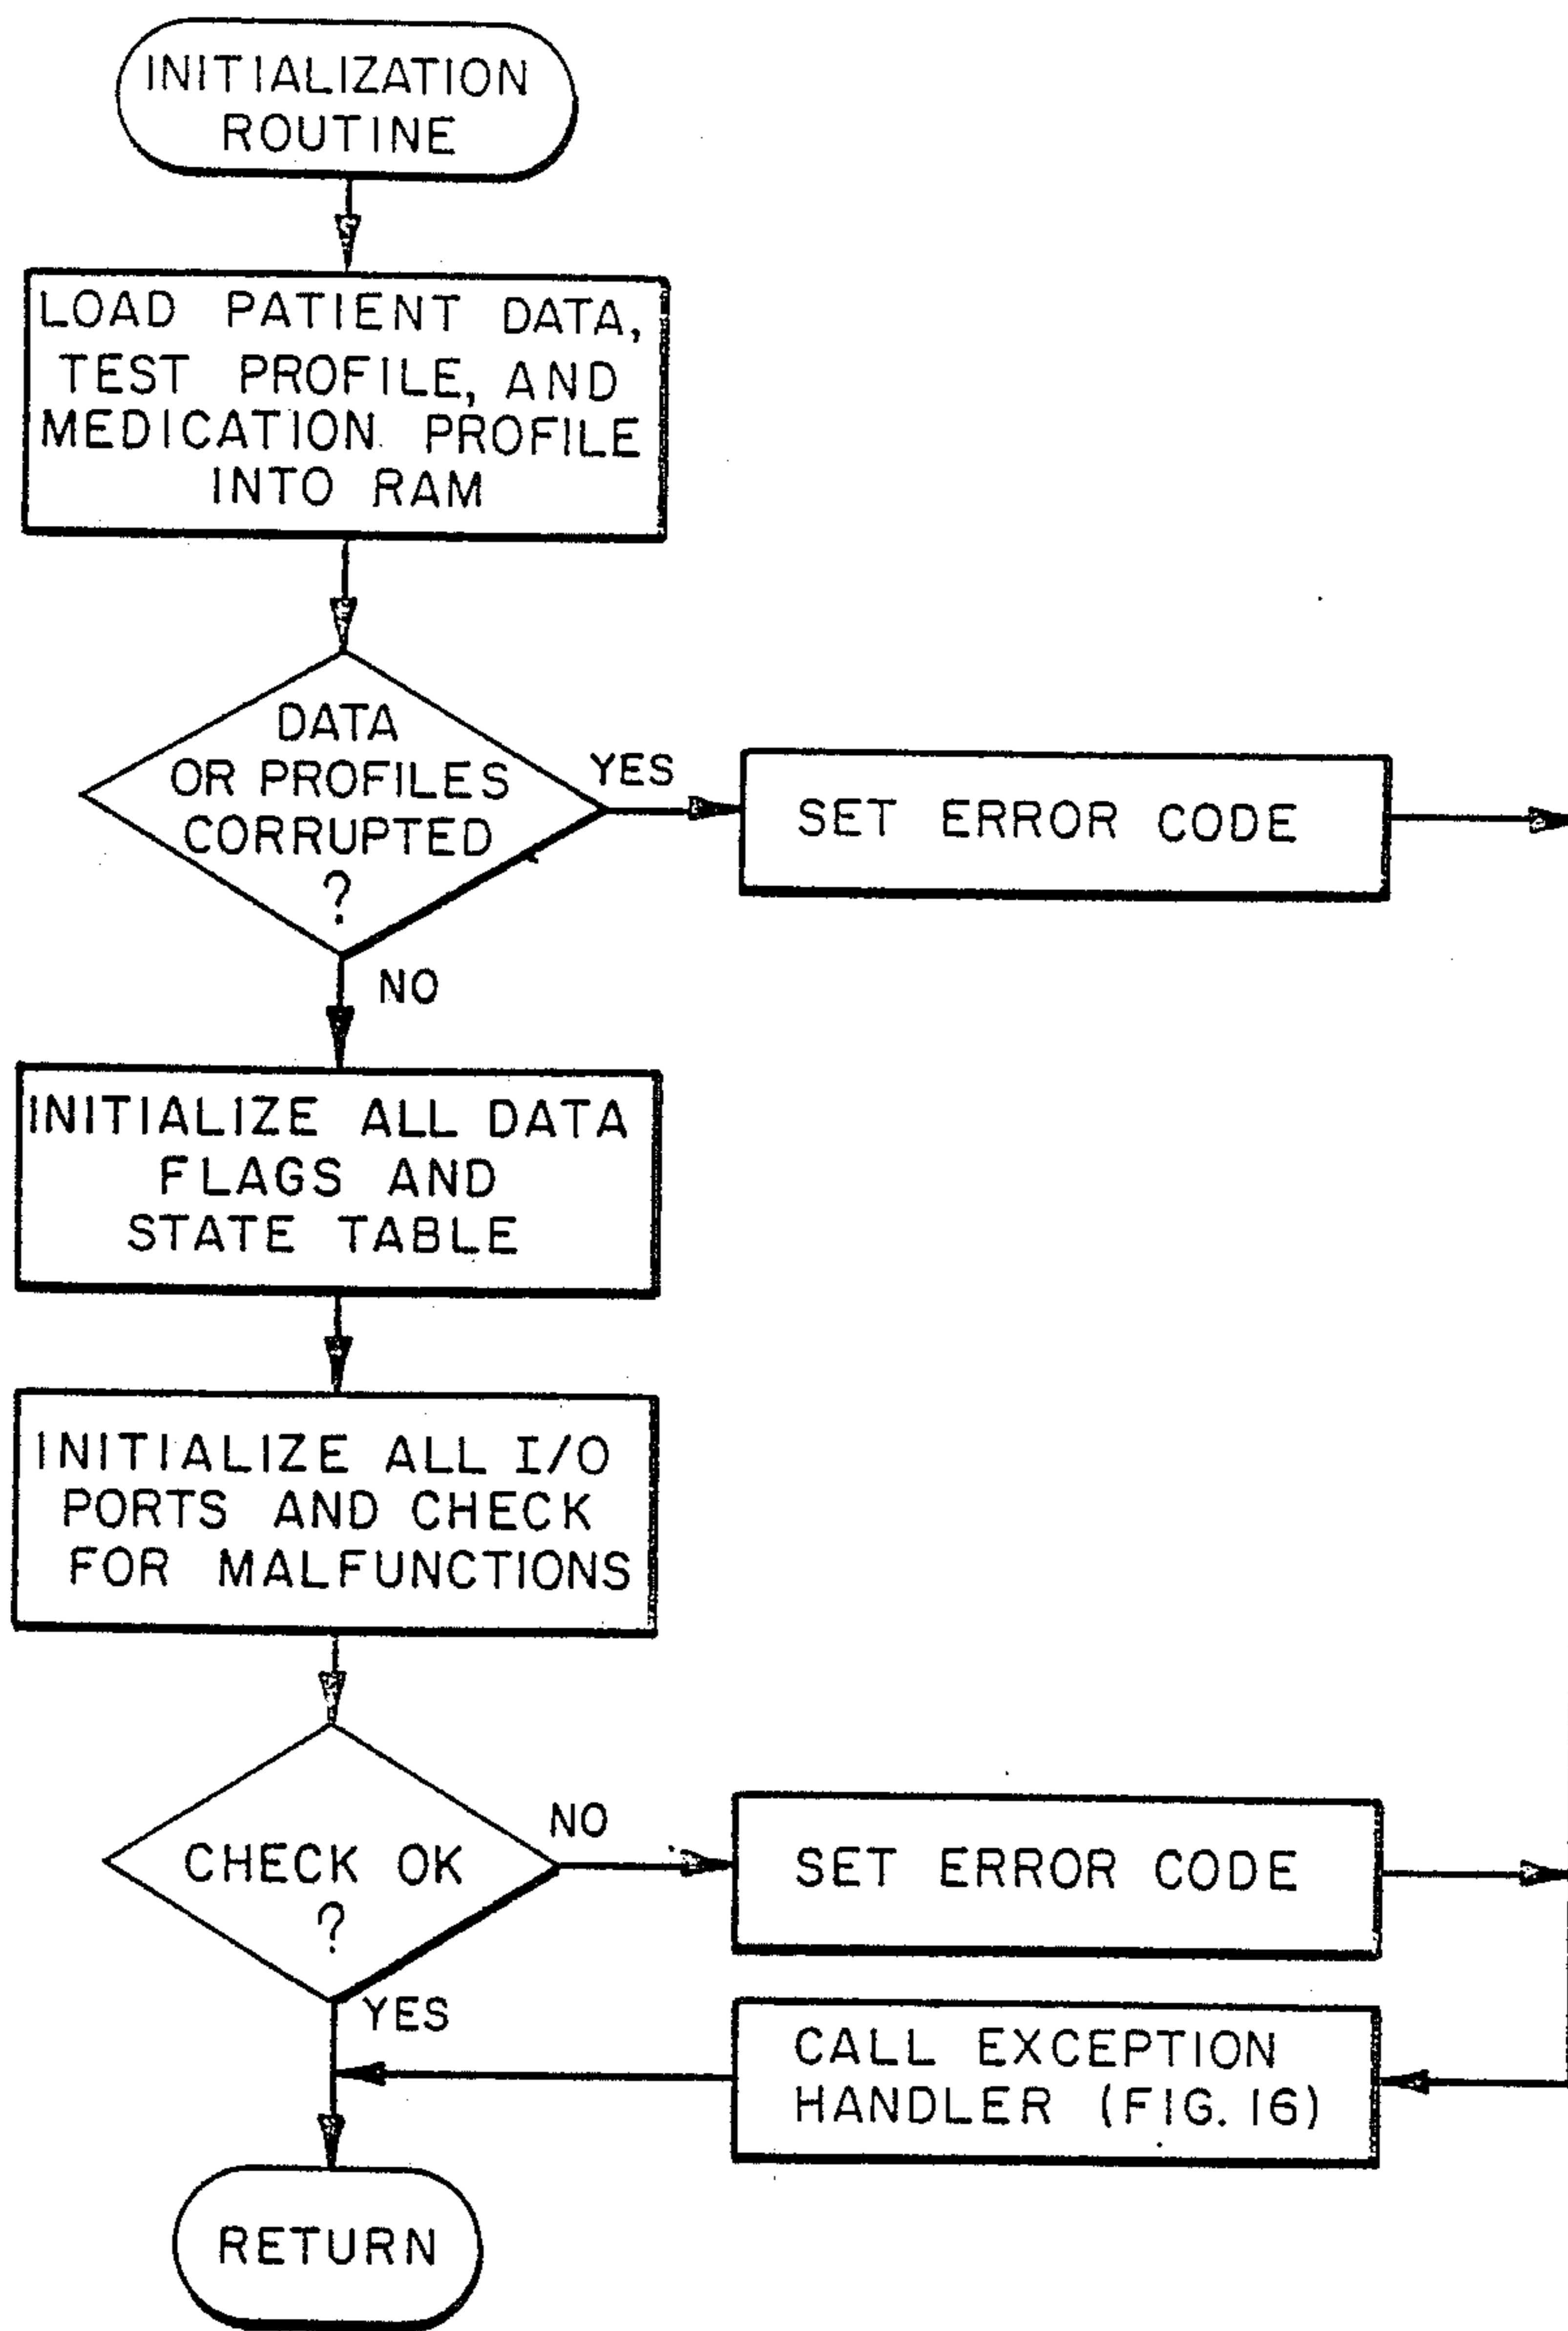 INITIALIZATION
ROUTINE
LOAD PATIENT DATA,
TEST PROFILE, AND
MEDICATION PROFILE
INTO RAM
DATA
OR PROFILES
CORRUPTED
?
YES
SET ERROR CODE
NO
INITIALIZE ALL DATA
FLAGS AND
STATE TABLE
INITIALIZE ALL I/O
PORTS AND CHECK
FOR MALFUNCTIONS
CHECK OK
?
NO
SET ERROR CODE
YES
CALL EXCEPTION
HANDLER (FIG. 16)
RETURN